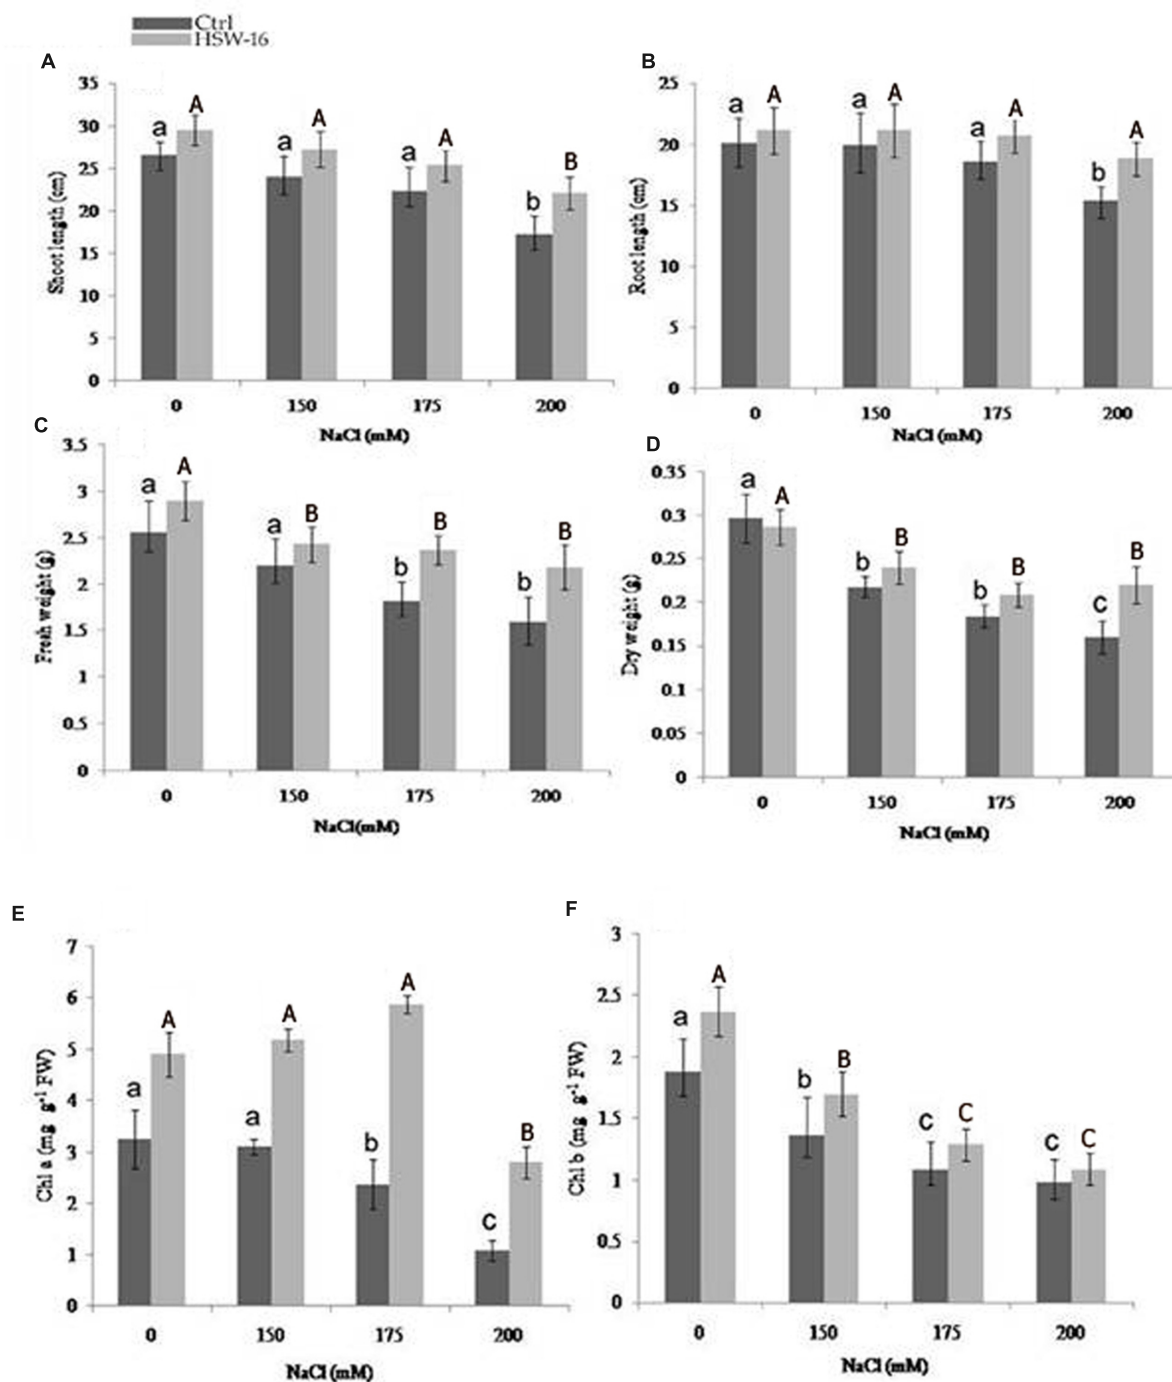 Ctrl
HSW-16
A
35
30
25
20
15
10
5
0
Shoot length (cm)
a A a A a A b B
0 150 175 200
NaCl (mM)
B
25
20
15
10
5
0
Root length (cm)
a A a A a A b A
0 150 175 200
NaCl (mM)
C
3.5
3
2.5
2
1.5
1
0.5
0
Fresh weight (g)
a A a B b B b B
0 150 175 200
NaCl(mM)
D
0.35
0.3
0.25
0.2
0.15
0.1
0.05
0
Dry weight (g)
a A b B b B c B
0 150 175 200
NaCl (mM)
E
7
6
5
4
3
2
1
0
Chl a (mg g-1 FW)
a A a A b A c B
0 150 175 200
NaCl (mM)
F
3
2.5
2
1.5
1
0.5
0
Chl b (mg g-1 FW)
a A b B c C c C
0 150 175 200
NaCl (mM)